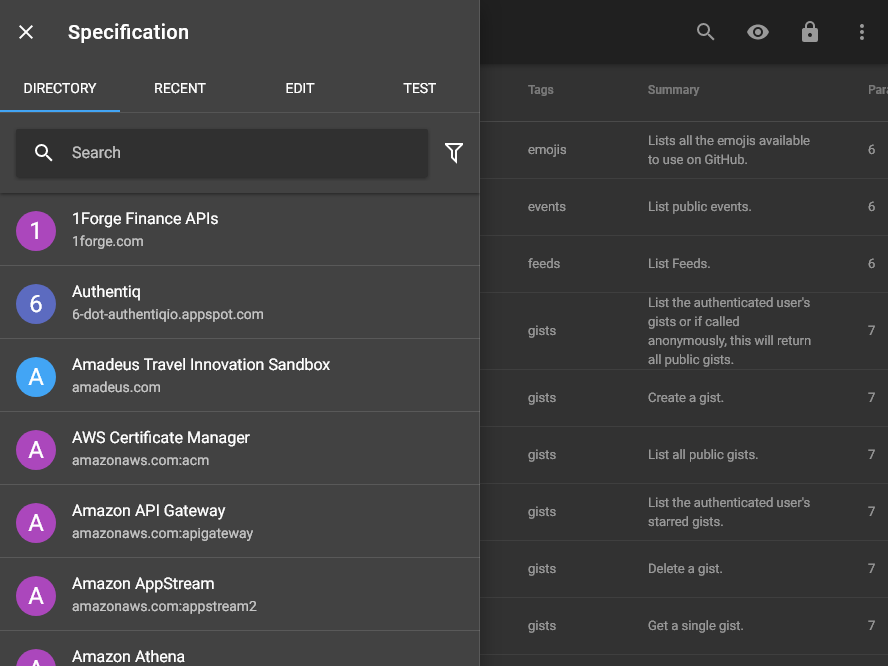 Specification
DIRECTORY
RECENT
EDIT
TEST
Search
1
1Forge Finance APIs
1forge.com
6
Authentiq
6-dot-authentiqio.appspot.com
A
Amadeus Travel Innovation Sandbox
amadeus.com
A
AWS Certificate Manager
amazonaws.com:acm
A
Amazon API Gateway
amazonaws.com:apigateway
A
Amazon AppStream
amazonaws.com:appstream2
A
Amazon Athena
Tags
Summary
Para
emojis
Lists all the emojis available
to use on GitHub.
6
events
List public events.
6
feeds
List Feeds.
6
gists
List the authenticated user's
gists or if called
anonymously, this will return
all public gists.
7
gists
Create a gist.
7
gists
List all public gists.
7
gists
List the authenticated user's
starred gists.
7
gists
Delete a gist.
7
gists
Get a single gist.
7